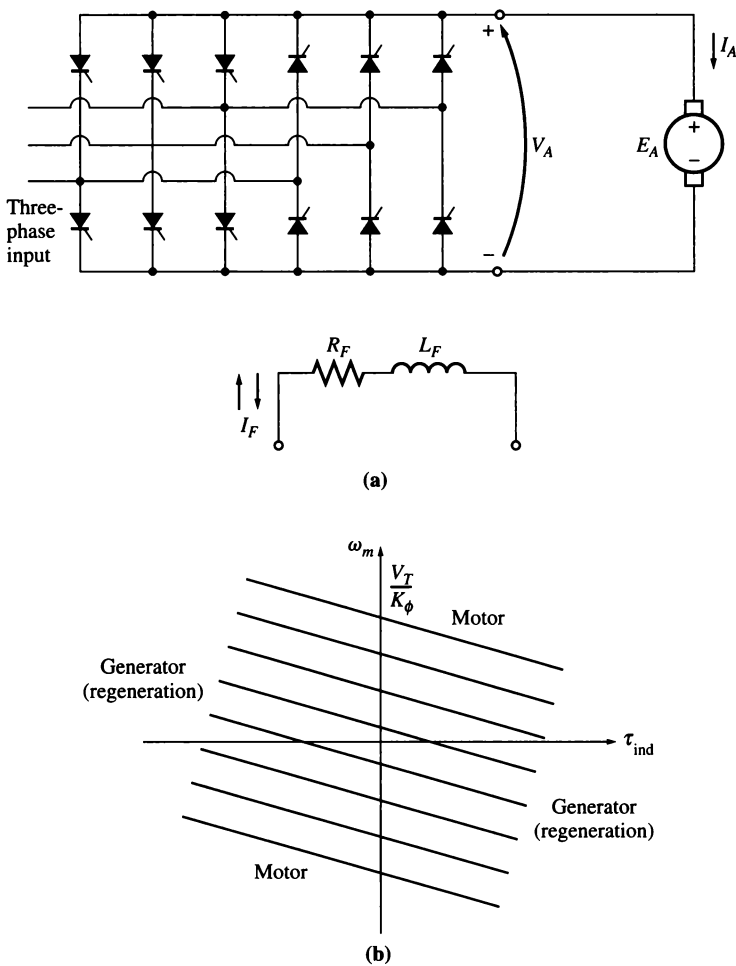 +
I_A
V_A
E_A
+
−
Three-
phase
input
−
R_F
L_F
I_F
(a)
ω_m
V_T
K_ϕ
Motor
Generator
(regeneration)
τ_ind
Generator
(regeneration)
Motor
(b)